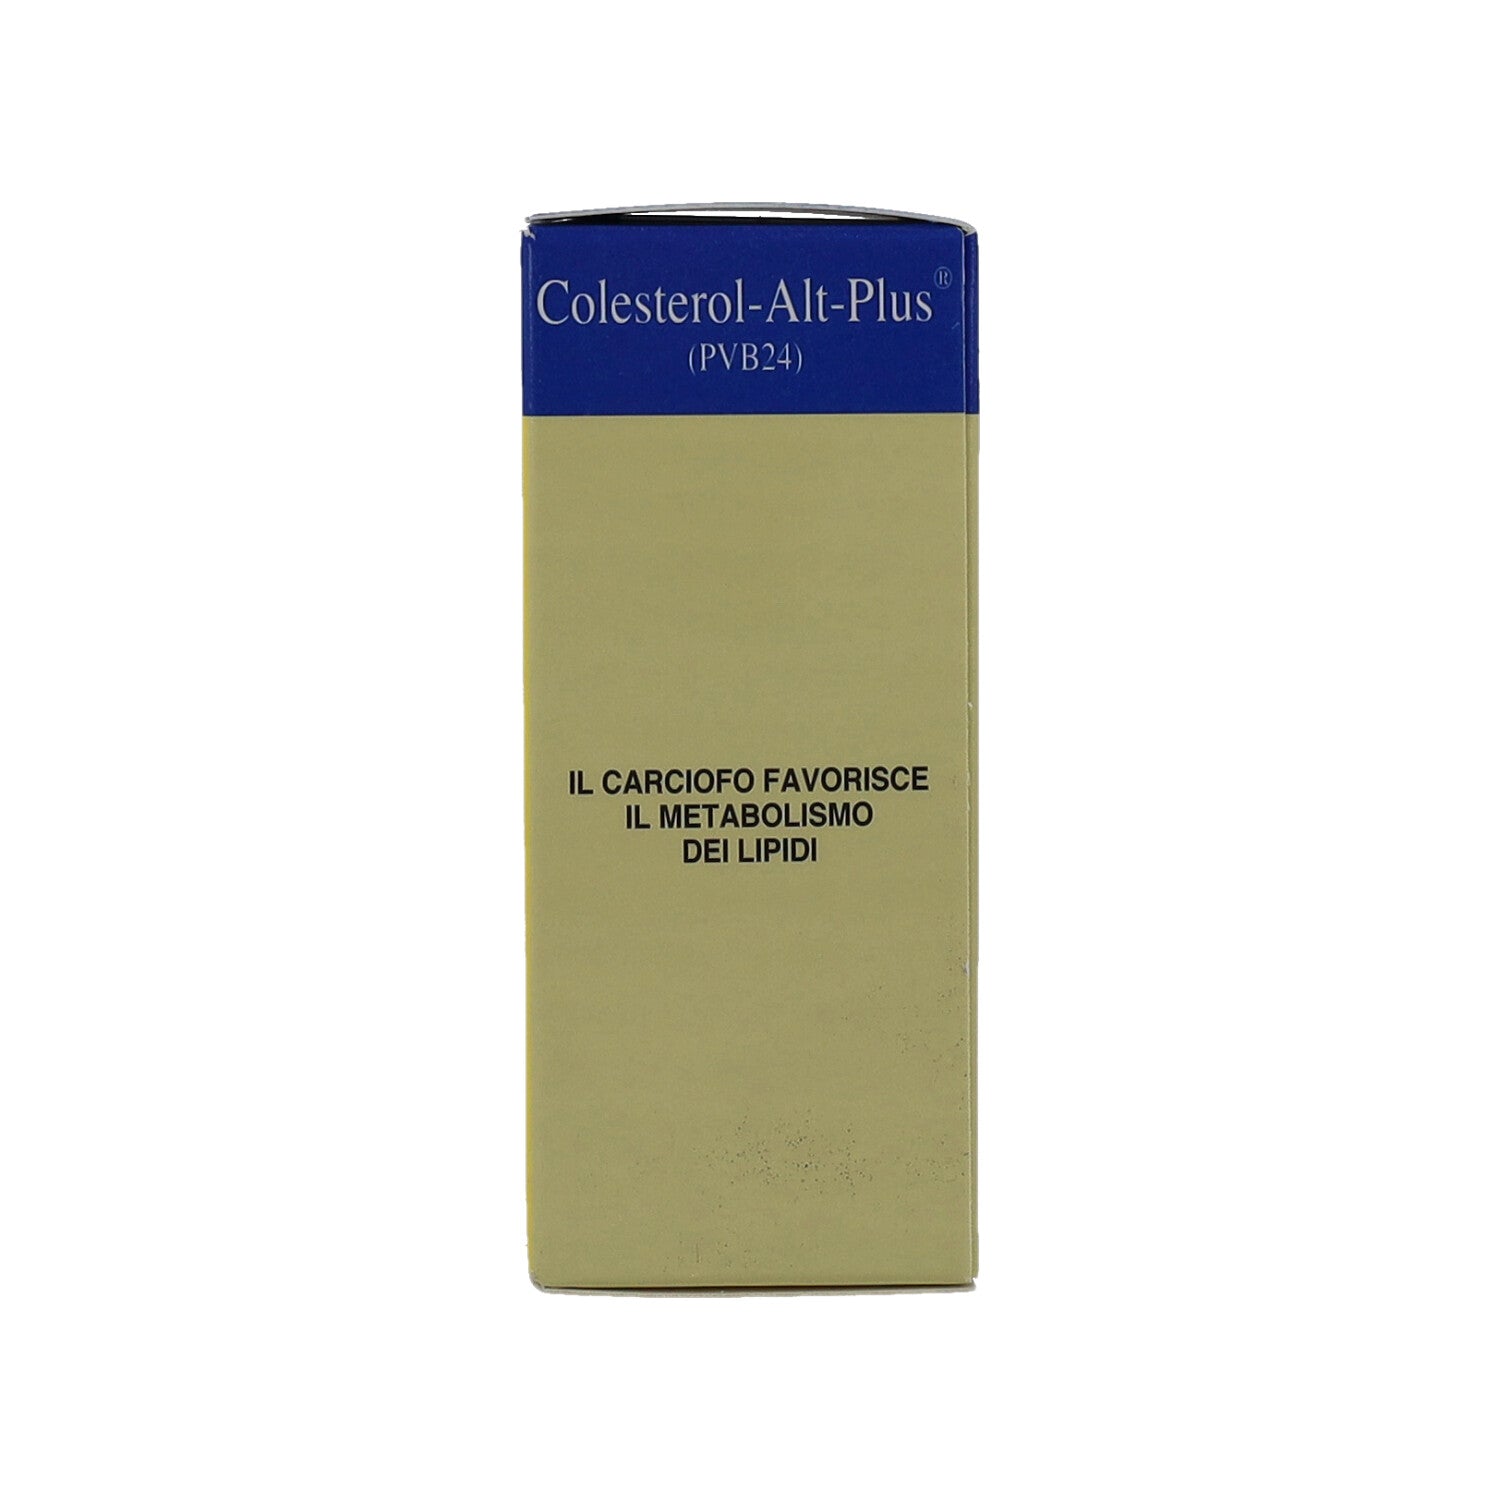 Colesterol-Alt-Plus®
(PVB24)
IL CARCIOFO FAVORISCE
IL METABOLISMO
DEI LIPIDI